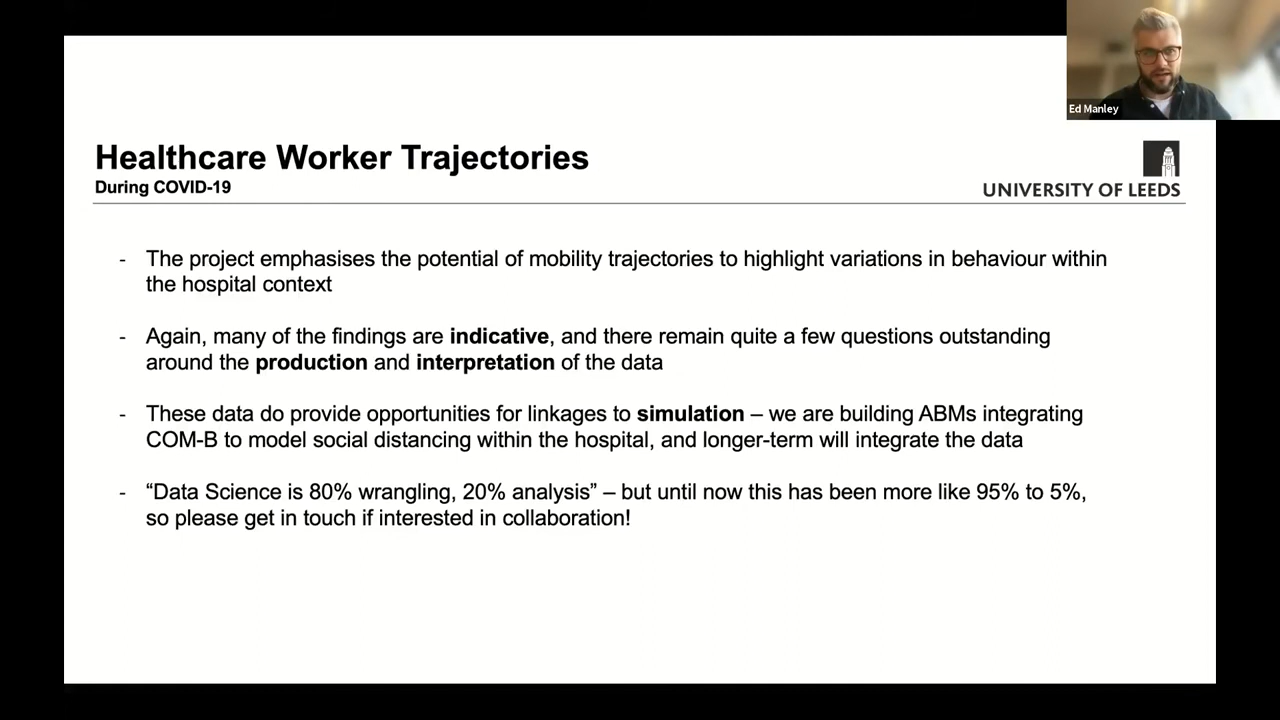 Ed Manley
Healthcare Worker Trajectories
During COVID-19
UNIVERSITY OF LEEDS
- The project emphasises the potential of mobility trajectories to highlight variations in behaviour within
the hospital context
- Again, many of the findings are indicative, and there remain quite a few questions outstanding
around the production and interpretation of the data
- These data do provide opportunities for linkages to simulation – we are building ABMs integrating
COM-B to model social distancing within the hospital, and longer-term will integrate the data
- “Data Science is 80% wrangling, 20% analysis” – but until now this has been more like 95% to 5%,
so please get in touch if interested in collaboration!